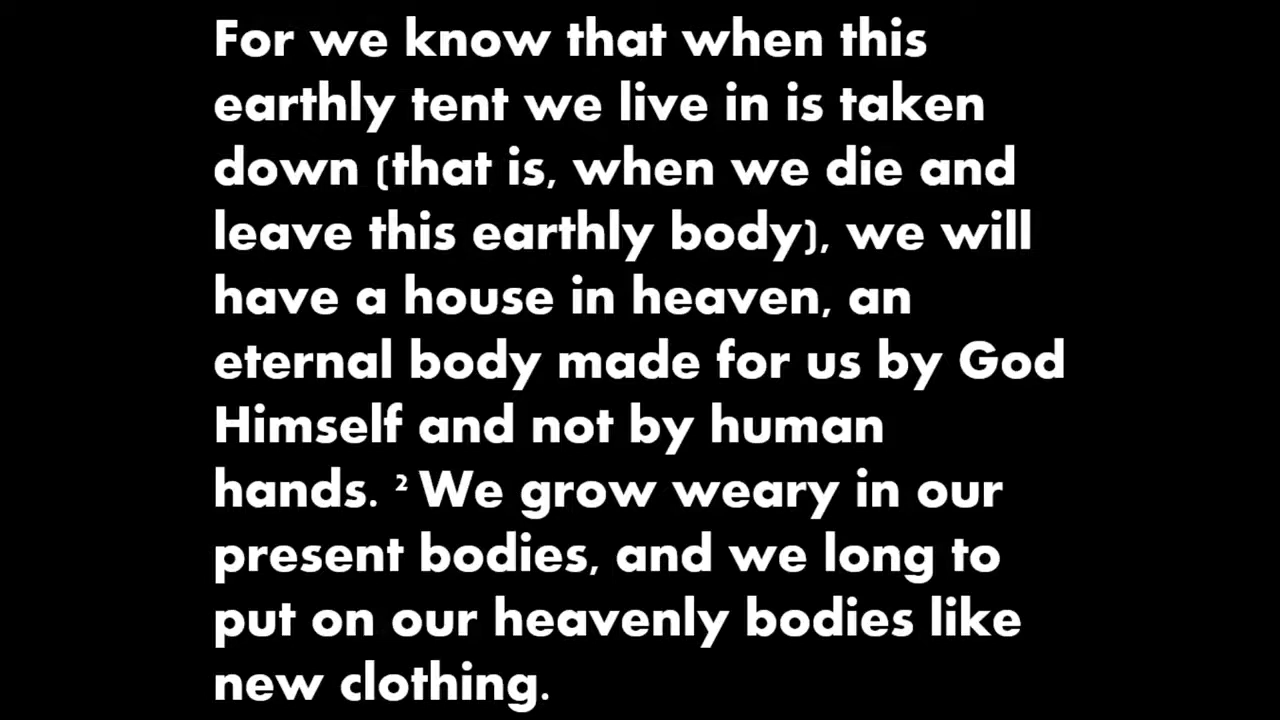 For we know that when this
earthly tent we live in is taken
down (that is, when we die and
leave this earthly body), we will
have a house in heaven, an
eternal body made for us by God
Himself and not by human
hands. ² We grow weary in our
present bodies, and we long to
put on our heavenly bodies like
new clothing.